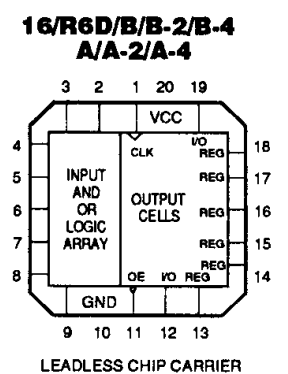 16/R6D/B/B-2/B-4
A/A-2/A-4
3 2 1 20 19
VCC
4 CLK I/O 18
REG
5 INPUT REG 17
AND OUTPUT
6 OR CELLS REG 16
LOGIC
7 ARRAY REG 15
REG
8 OE I/O REG 14
GND
9 10 11 12 13
LEADLESS CHIP CARRIER